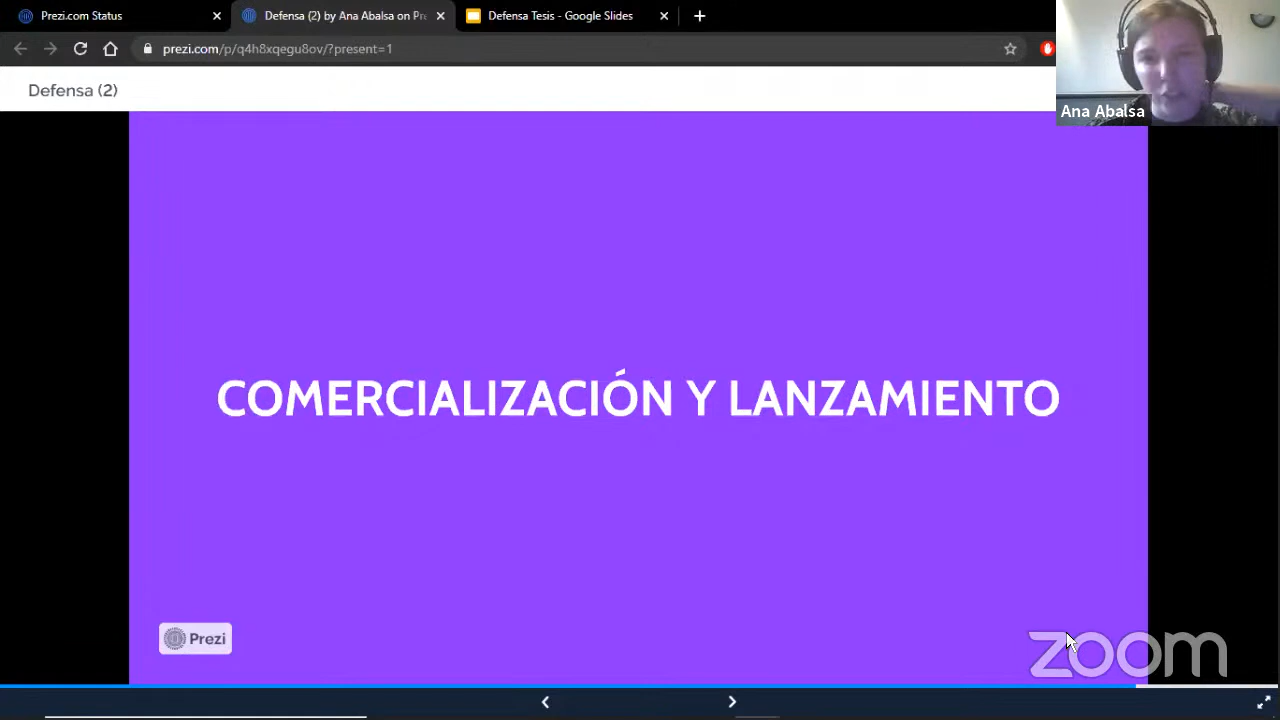 Prezi.com Status
Defensa (2) by Ana Abalsa on Pre
Defensa Tesis - Google Slides
prezi.com/p/q4h8xqegu8ov/?present=1
Defensa (2)
Ana Abalsa
COMERCIALIZACIÓN Y LANZAMIENTO
Prezi
zoom